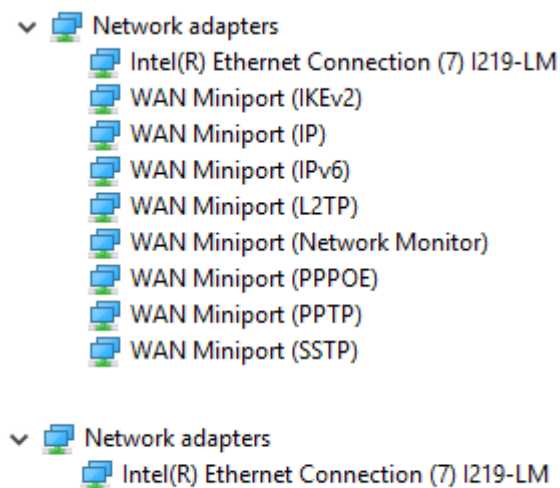 Network adapters
Intel(R) Ethernet Connection (7) I219-LM
WAN Miniport (IKEv2)
WAN Miniport (IP)
WAN Miniport (IPv6)
WAN Miniport (L2TP)
WAN Miniport (Network Monitor)
WAN Miniport (PPPOE)
WAN Miniport (PPTP)
WAN Miniport (SSTP)
Network adapters
Intel(R) Ethernet Connection (7) I219-LM